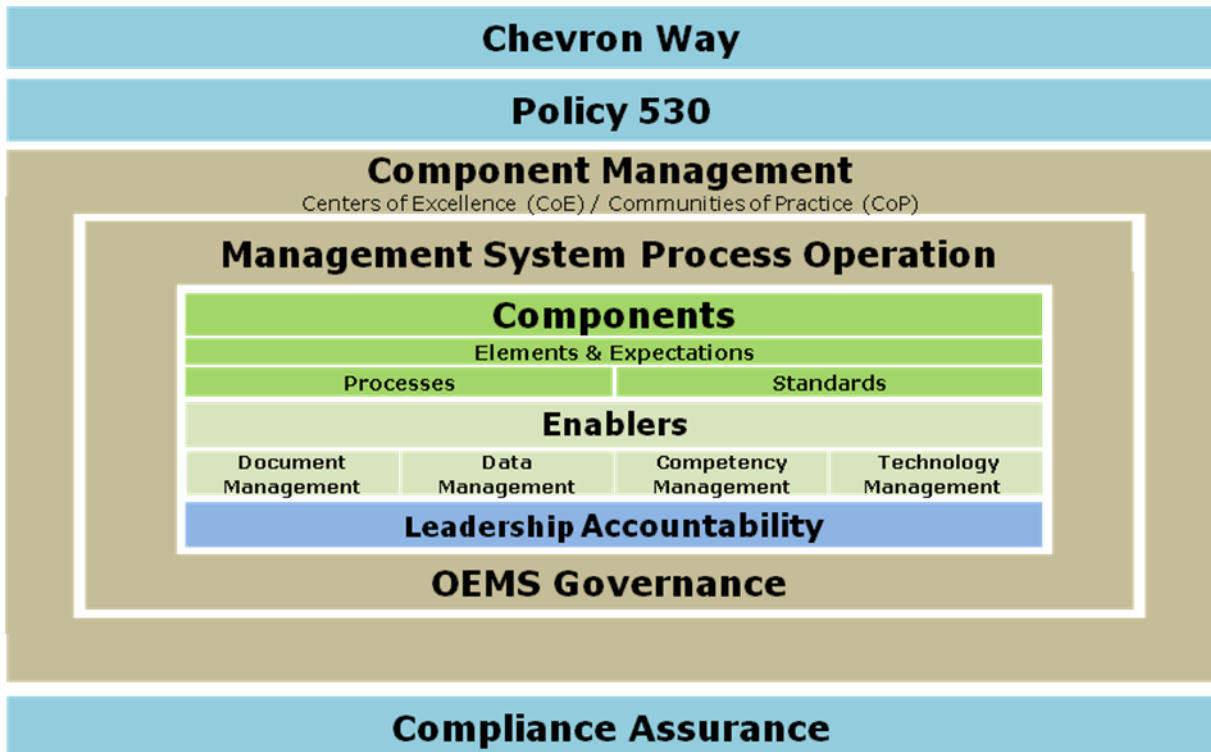 Chevron Way
Policy 530
Component Management
Centers of Excellence (CoE) / Communities of Practice (CoP)
Management System Process Operation
Components
Elements & Expectations
Processes
Standards
Enablers
Document
Management
Data
Management
Competency
Management
Technology
Management
Leadership Accountability
OEMS Governance
Compliance Assurance